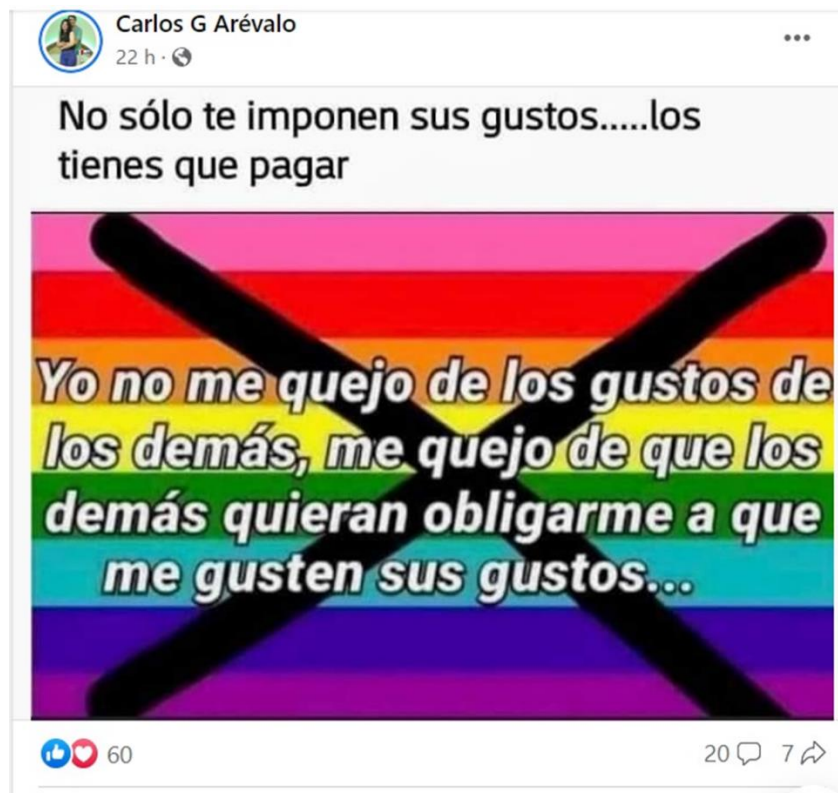 Carlos G Arévalo
22 h ·
No sólo te imponen sus gustos.....los
tienes que pagar
Yo no me quejo de los gustos de
los demás, me quejo de que los
demás quieran obligarme a que
me gusten sus gustos...
60
20 7